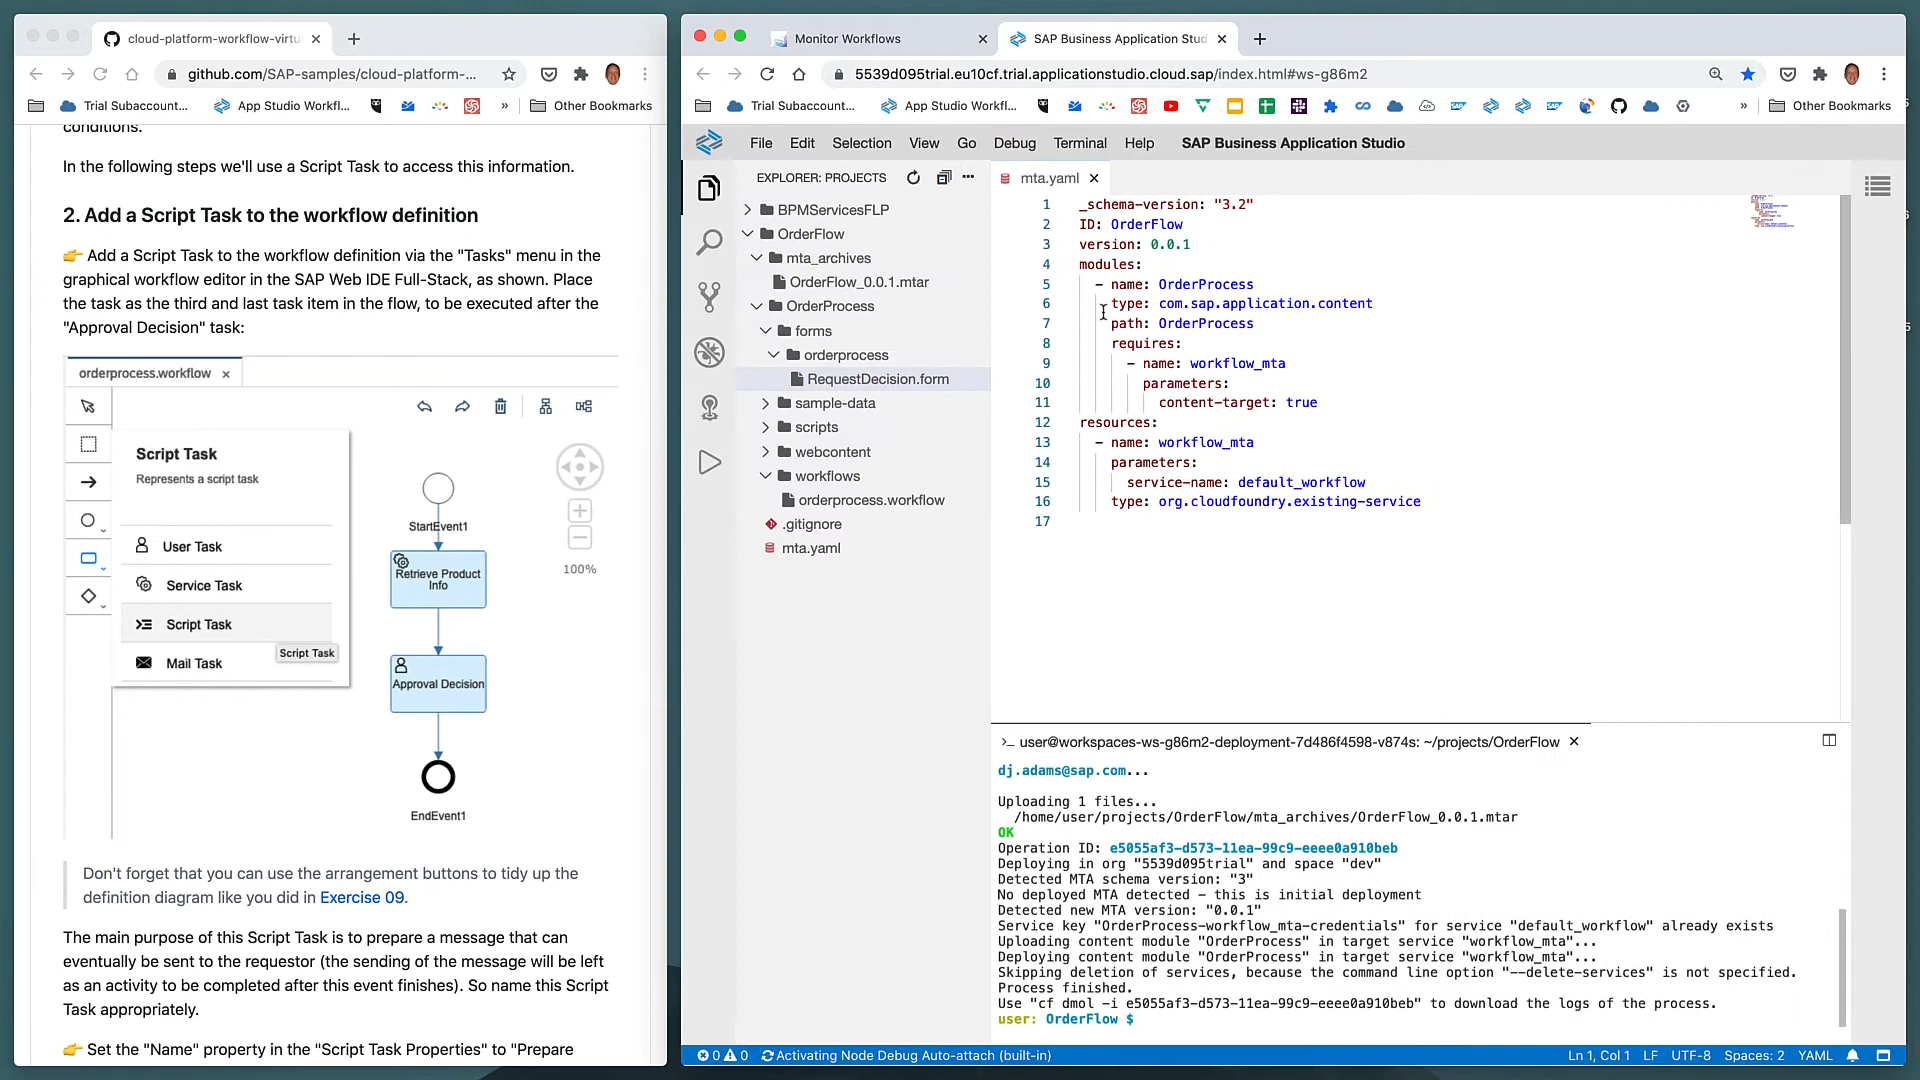 cloud-platform-workflow-virtu
github.com/SAP-samples/cloud-platform-...
Trial Subaccount...
App Studio Workfl...
»
Other Bookmarks
conditions.
In the following steps we'll use a Script Task to access this information.
2. Add a Script Task to the workflow definition
👉 Add a Script Task to the workflow definition via the "Tasks" menu in the
graphical workflow editor in the SAP Web IDE Full-Stack, as shown. Place
the task as the third and last task item in the flow, to be executed after the
"Approval Decision" task:
orderprocess.workflow
Script Task
Represents a script task
User Task
Service Task
Script Task
Script Task
Mail Task
StartEvent1
Retrieve Product
Info
Approval Decision
EndEvent1
100%
Don't forget that you can use the arrangement buttons to tidy up the
definition diagram like you did in Exercise 09.
The main purpose of this Script Task is to prepare a message that can
eventually be sent to the requestor (the sending of the message will be left
as an activity to be completed after this event finishes). So name this Script
Task appropriately.
👉 Set the "Name" property in the "Script Task Properties" to "Prepare
Monitor Workflows
SAP Business Application Stud
5539d095trial.eu10cf.trial.applicationstudio.cloud.sap/index.html#ws-g86m2
Trial Subaccount...
App Studio Workfl...
»
Other Bookmarks
File Edit Selection View Go Debug Terminal Help SAP Business Application Studio
EXPLORER: PROJECTS
BPMServicesFLP
OrderFlow
mta_archives
OrderFlow_0.0.1.mtar
OrderProcess
forms
orderprocess
RequestDecision.form
sample-data
scripts
webcontent
workflows
orderprocess.workflow
.gitignore
mta.yaml
mta.yaml
1 _schema-version: "3.2"
2 ID: OrderFlow
3 version: 0.0.1
4 modules:
5 - name: OrderProcess
6 type: com.sap.application.content
7 path: OrderProcess
8 requires:
9 - name: workflow_mta
10 parameters:
11 content-target: true
12 resources:
13 - name: workflow_mta
14 parameters:
15 service-name: default_workflow
16 type: org.cloudfoundry.existing-service
17
user@workspaces-ws-g86m2-deployment-7d486f4598-v874s: ~/projects/OrderFlow
dj.adams@sap.com...
Uploading 1 files...
/home/user/projects/OrderFlow/mta_archives/OrderFlow_0.0.1.mtar
OK
Operation ID: e5055af3-d573-11ea-99c9-eeee0a910beb
Deploying in org "5539d095trial" and space "dev"
Detected MTA schema version: "3"
No deployed MTA detected - this is initial deployment
Detected new MTA version: "0.0.1"
Service key "OrderProcess-workflow_mta-credentials" for service "default_workflow" already exists
Uploading content module "OrderProcess" in target service "workflow_mta"...
Deploying content module "OrderProcess" in target service "workflow_mta"...
Skipping deletion of services, because the command line option "--delete-services" is not specified.
Process finished.
Use "cf dmol -i e5055af3-d573-11ea-99c9-eeee0a910beb" to download the logs of the process.
user: OrderFlow $
0 0 Activating Node Debug Auto-attach (built-in)
Ln 1, Col 1 LF UTF-8 Spaces: 2 YAML